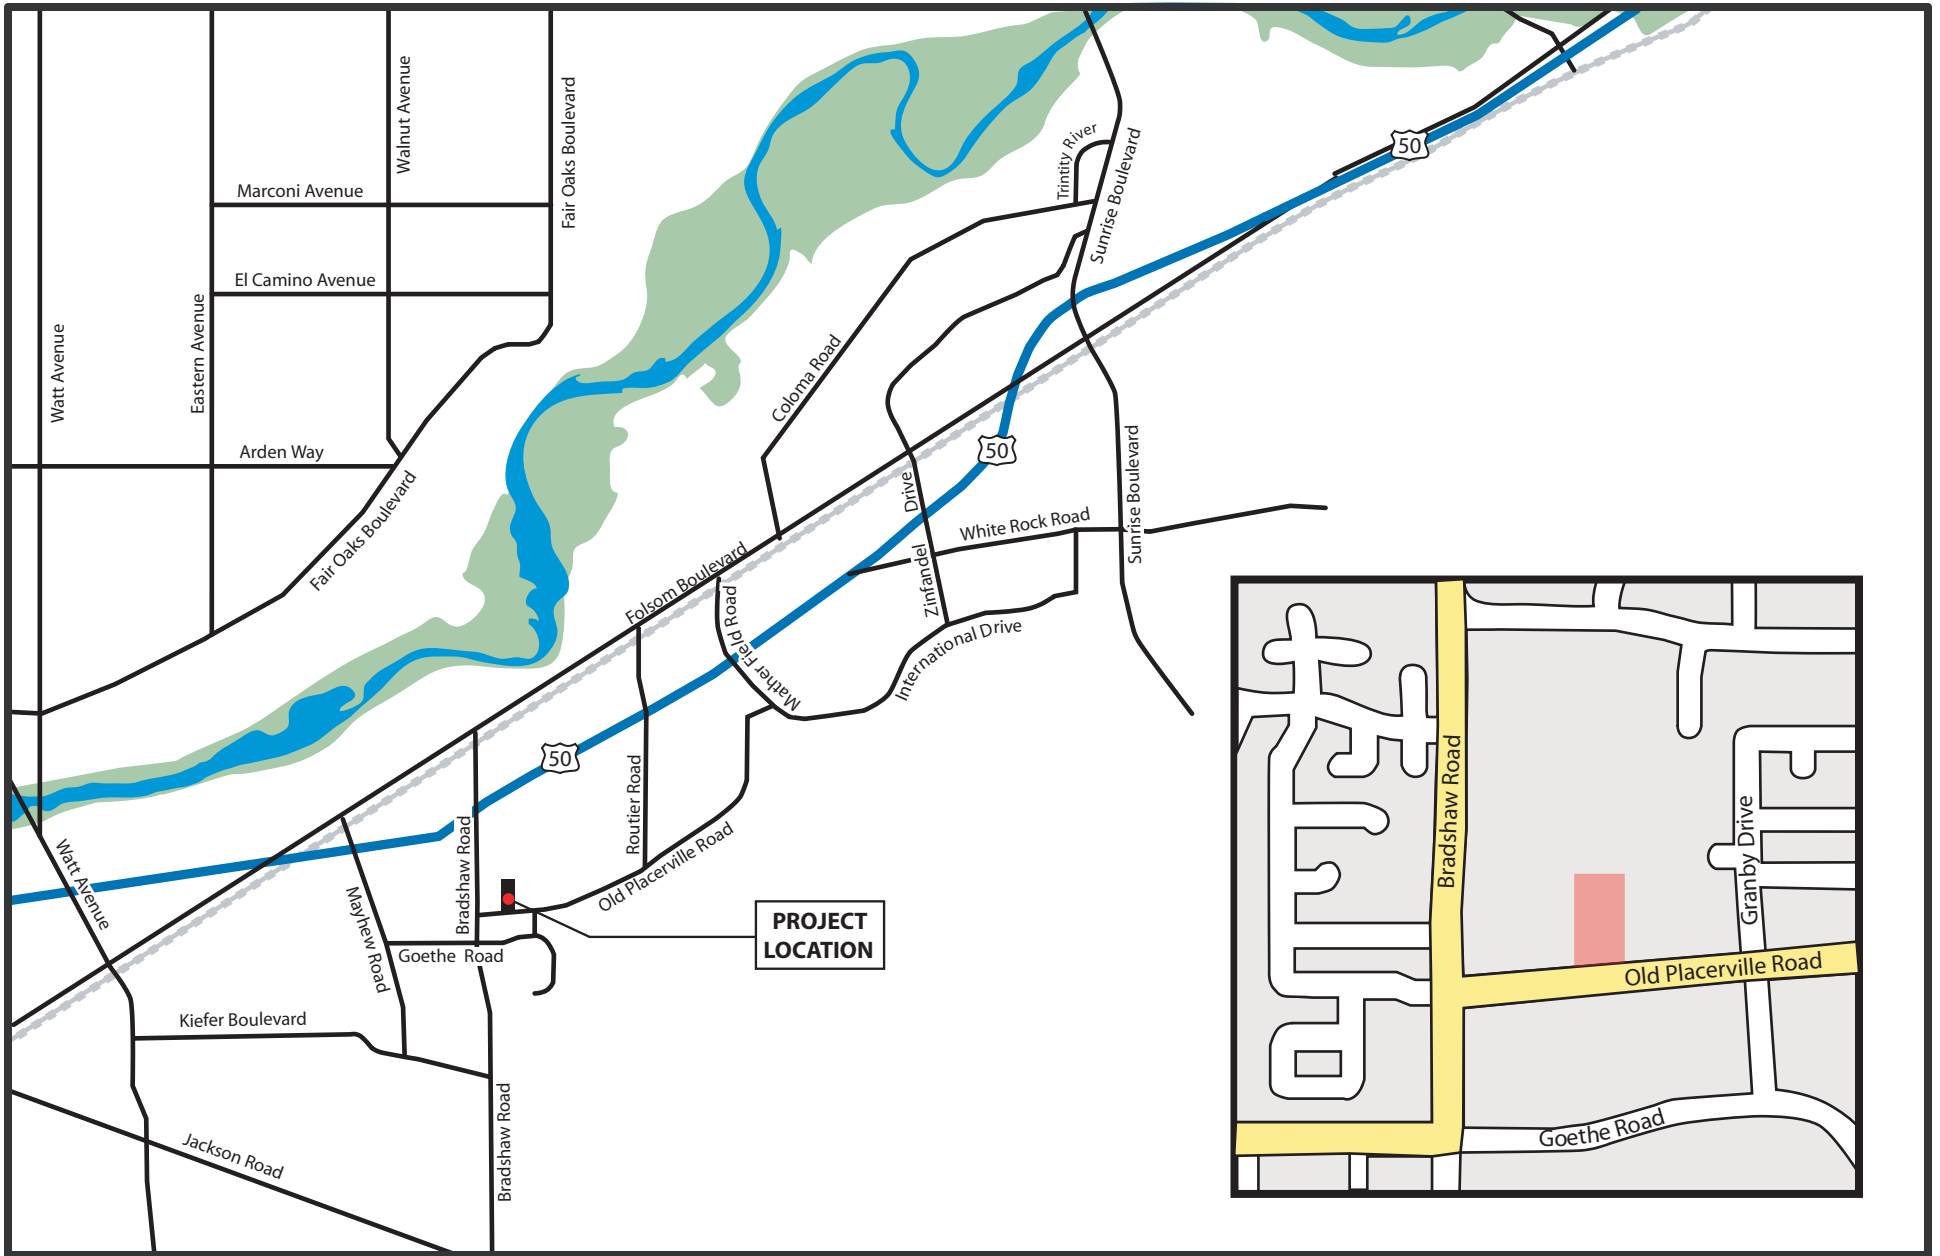 Walnut Avenue
Fair Oaks Boulevard
Marconi Avenue
El Camino Avenue
Watt Avenue
Eastern Avenue
Arden Way
Fair Oaks Boulevard
Trintity River
Sunrise Boulevard
50
Coloma Road
50
Drive
Zinfandel
White Rock Road
Sunrise Boulevard
Folsom Boulevard
Mather Field Road
International Drive
50
Routier Road
Old Placerville Road
Watt Avenue
Mayhew Road
Bradshaw Road
PROJECT
LOCATION
Goethe Road
Kiefer Boulevard
Jackson Road
Bradshaw Road
Bradshaw Road
Granby Drive
Old Placerville Road
Goethe Road